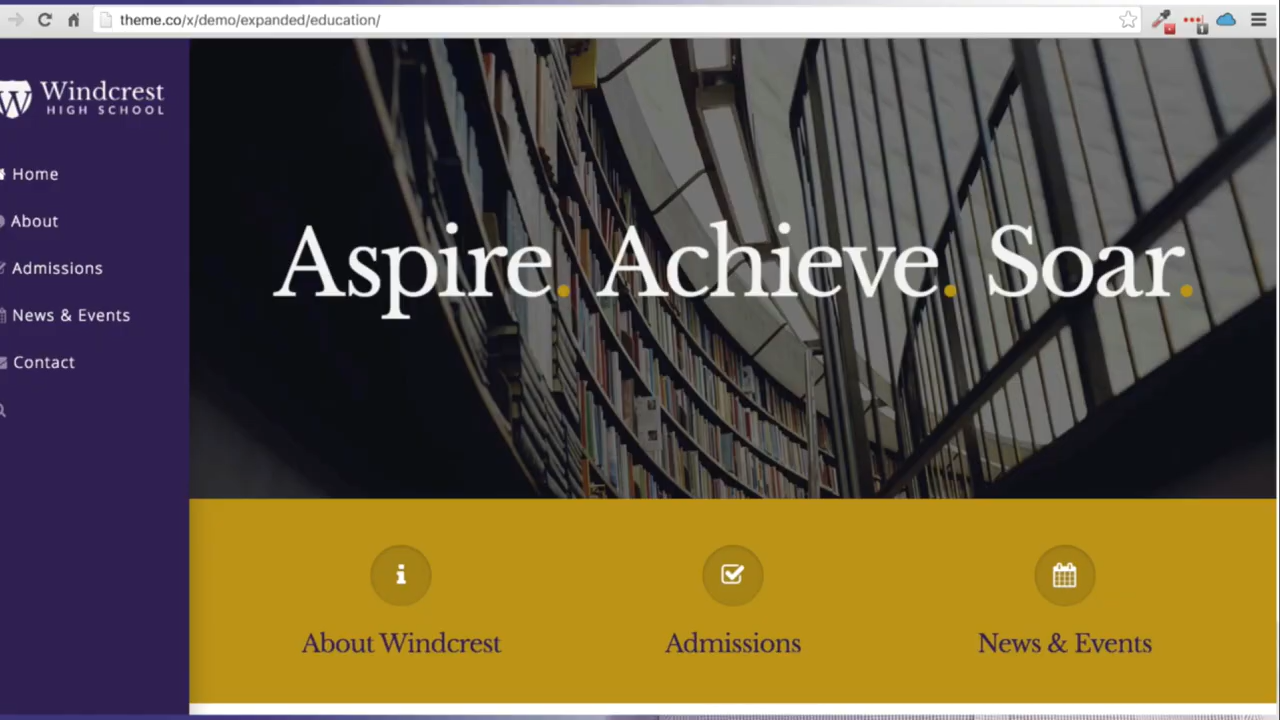 theme.co/x/demo/expanded/education/
Windcrest
HIGH SCHOOL
Home
About
Admissions
News & Events
Contact
Aspire. Achieve. Soar.
About Windcrest
Admissions
News & Events